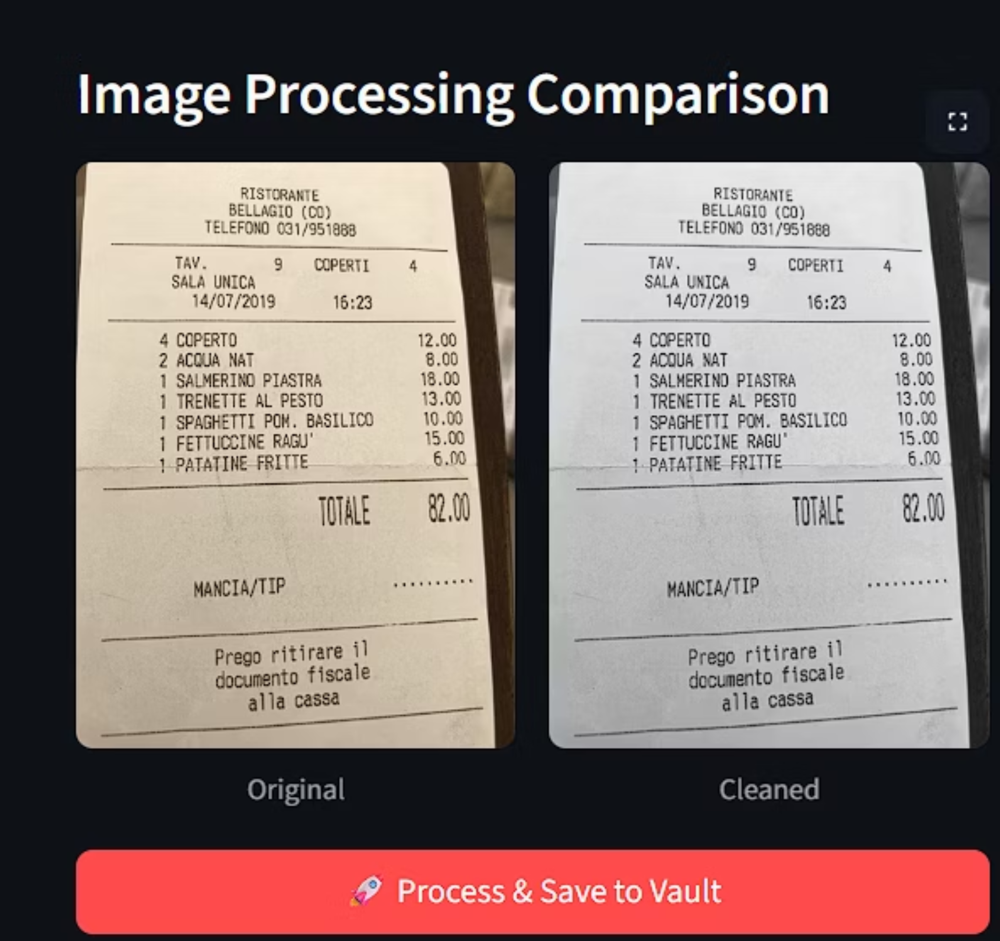 Image Processing Comparison
RISTORANTE
BELLAGIO (CO)
TELEFONO 031/951888
TAV. 9 COPERTI 4
SALA UNICA
14/07/2019 16:23
4 COPERTO 12.00
2 ACQUA NAT 8.00
1 SALMERINO PIASTRA 18.00
1 TRENETTE AL PESTO 13.00
1 SPAGHETTI POM. BASILICO 10.00
1 FETTUCCINE RAGU' 15.00
1 PATATINE FRITTE 6.00
TOTALE 82.00
MANCIA/TIP ..........
Prego ritirare il
documento fiscale
alla cassa
Original
RISTORANTE
BELLAGIO (CO)
TELEFONO 031/951888
TAV. 9 COPERTI 4
SALA UNICA
14/07/2019 16:23
4 COPERTO 12.00
2 ACQUA NAT 8.00
1 SALMERINO PIASTRA 18.00
1 TRENETTE AL PESTO 13.00
1 SPAGHETTI POM. BASILICO 10.00
1 FETTUCCINE RAGU' 15.00
1 PATATINE FRITTE 6.00
TOTALE 82.00
MANCIA/TIP ..........
Prego ritirare il
documento fiscale
alla cassa
Cleaned
🚀 Process & Save to Vault